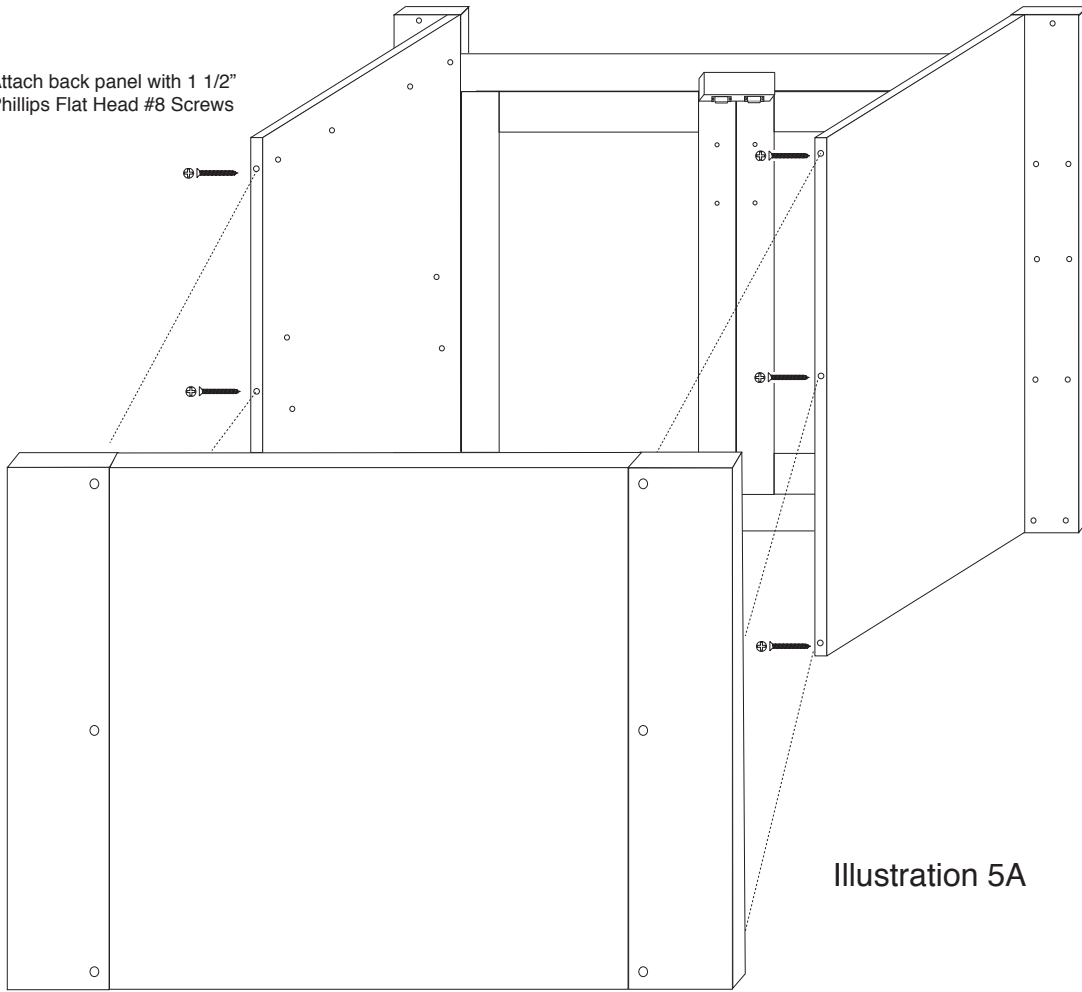 Attach back panel with 1 1/2”
Phillips Flat Head #8 Screws
Illustration 5A